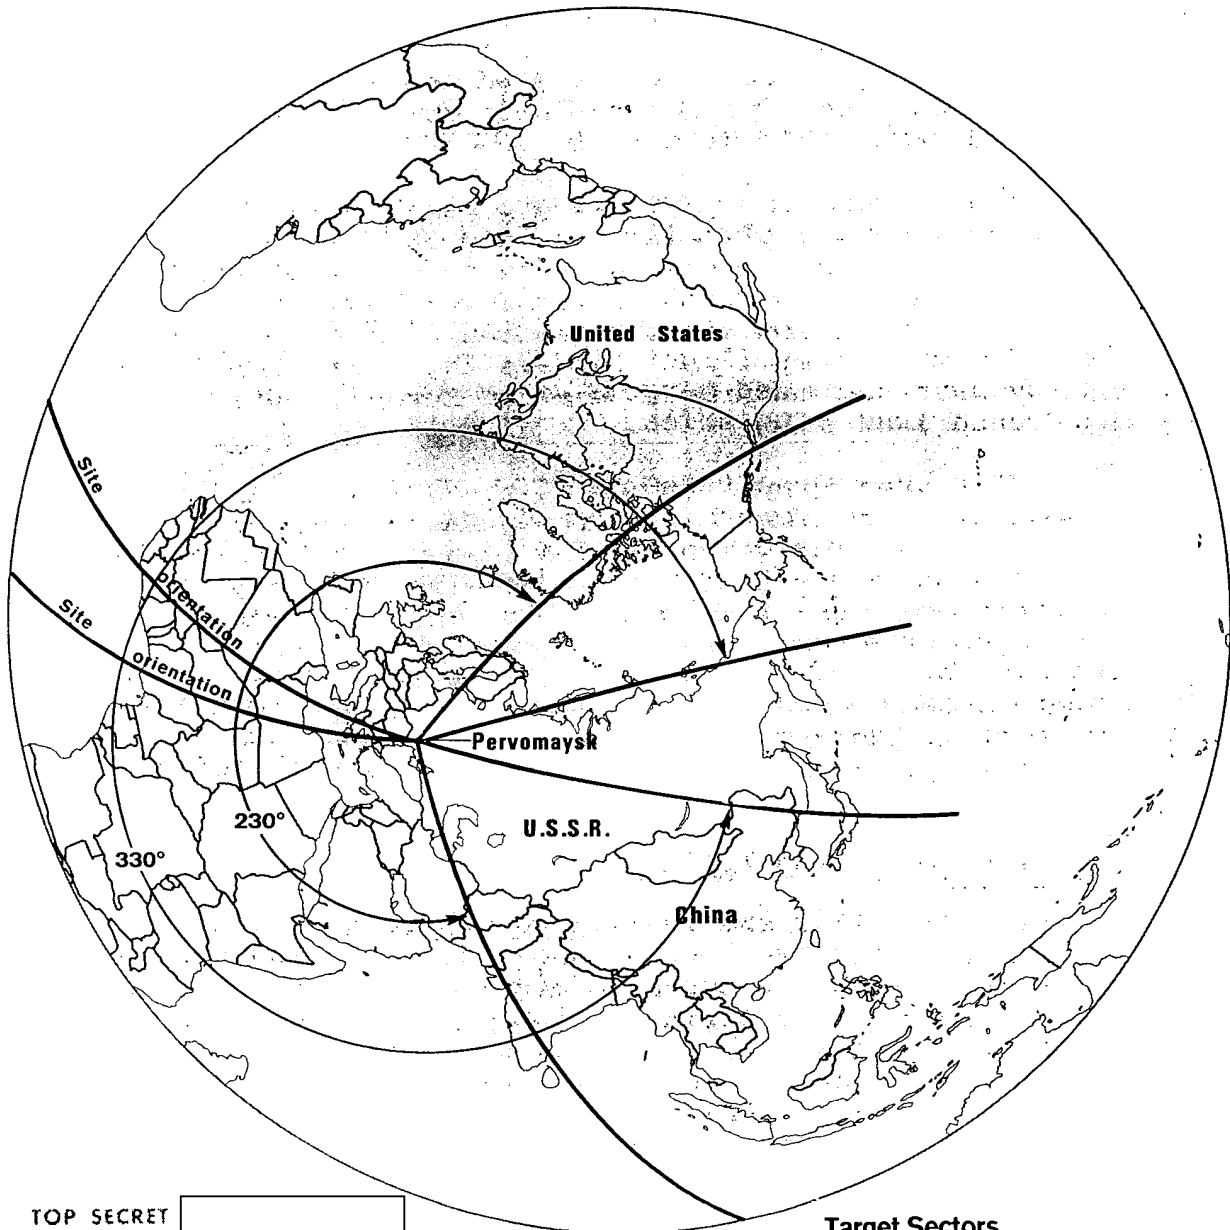 United States
Site
orientation
Site
orientation
Pervomaysk
230°
U.S.S.R.
330°
China
TOP SECRET
Target Sectors